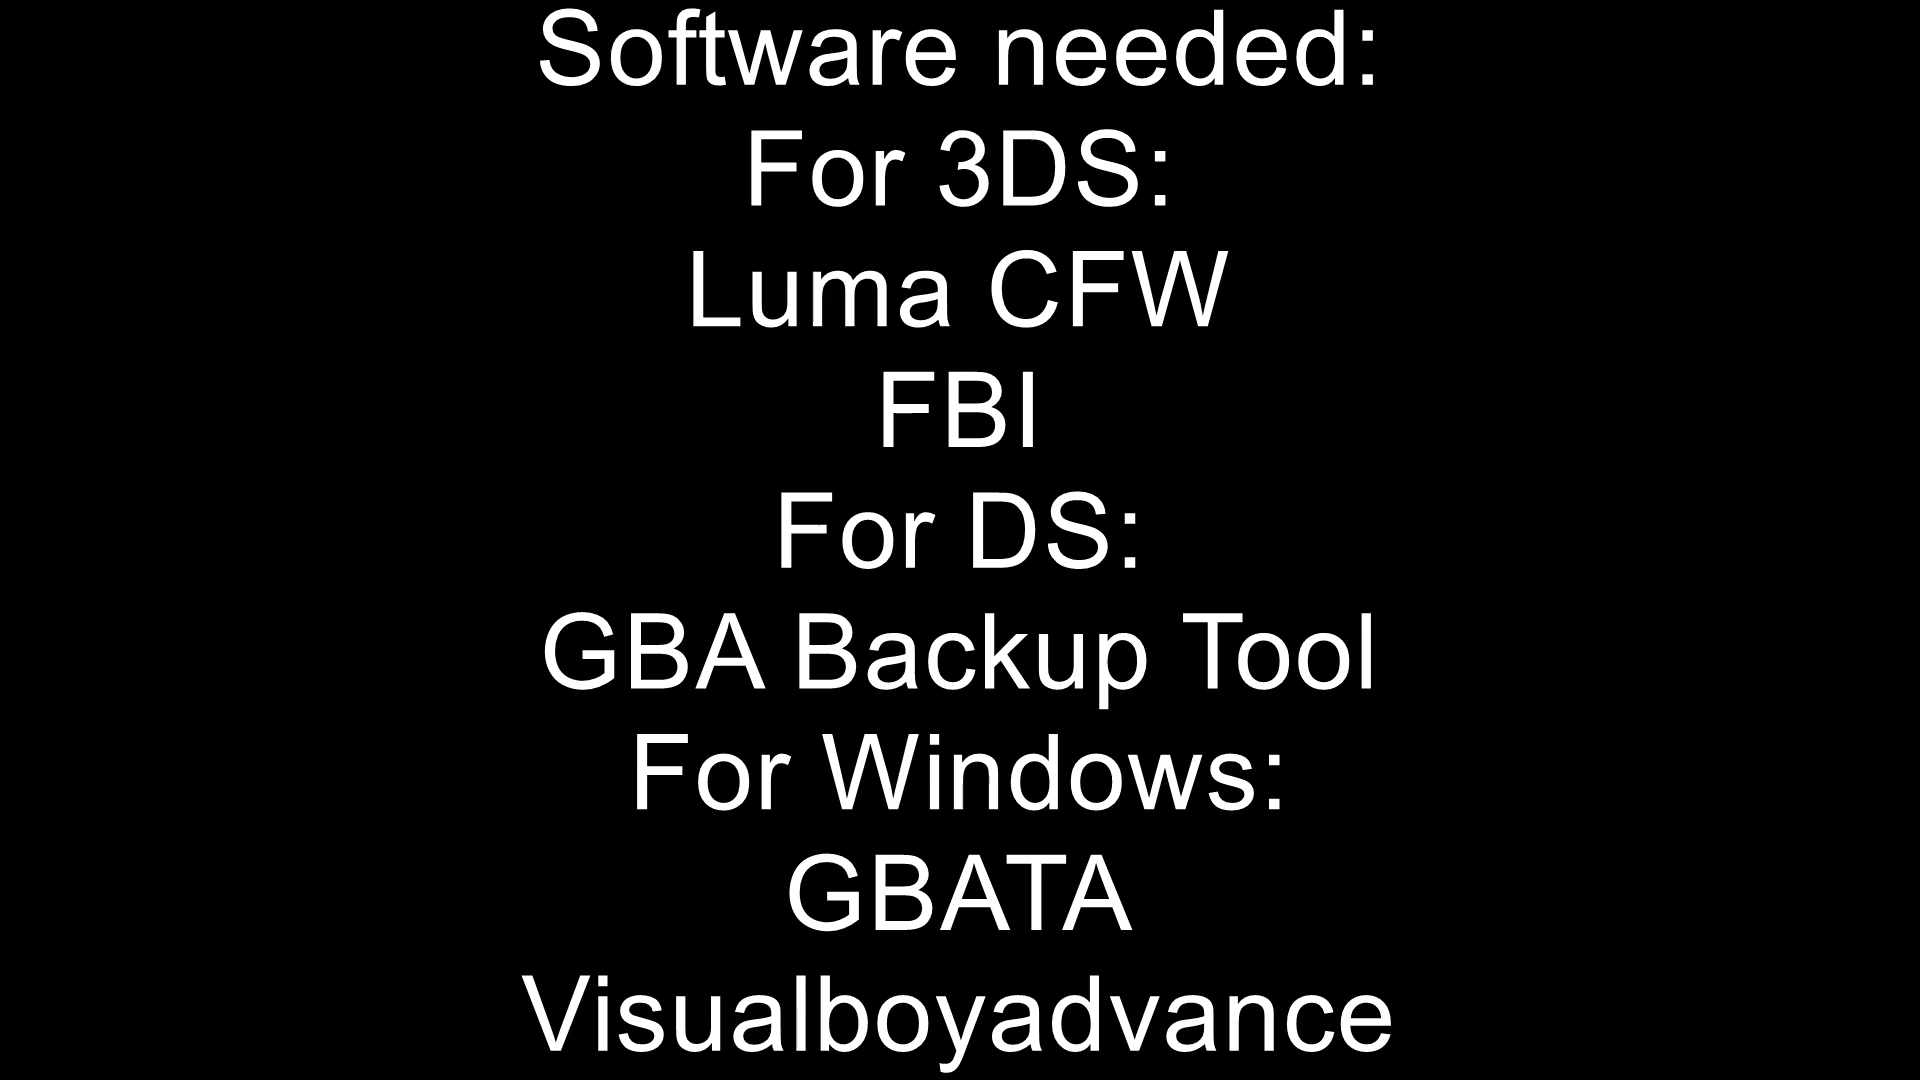 Software needed:
For 3DS:
Luma CFW
FBI
For DS:
GBA Backup Tool
For Windows:
GBATA
Visualboyadvance